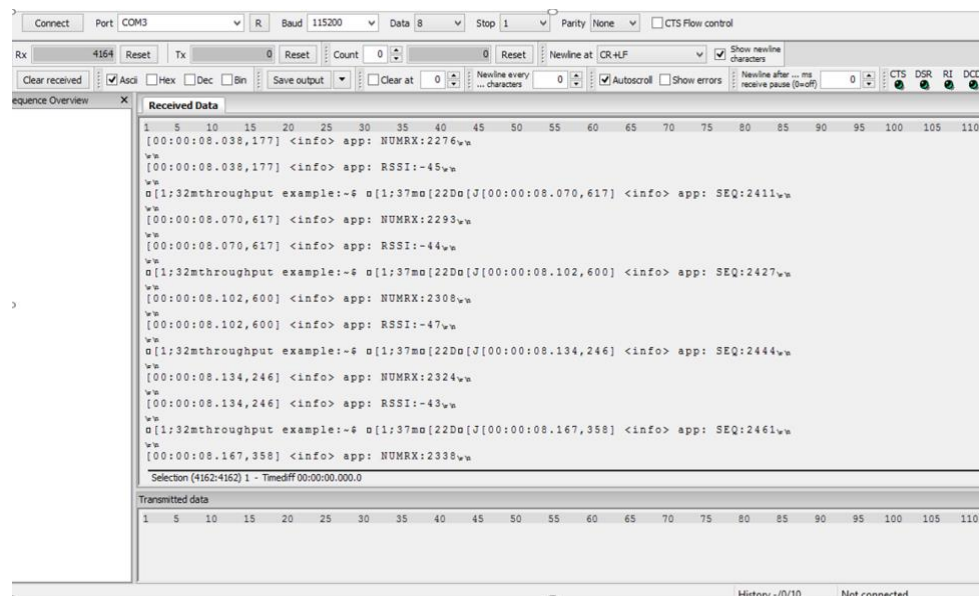 Connect Port COM3 R Baud 115200 Data 8 Stop 1 Parity None CTS Flow control
Rx 4164 Reset Tx 0 Reset Count 0 0 Reset Newline at CR+LF Show newline characters
Clear received Ascii Hex Dec Bin Save output Clear at 0 Newline every ... characters 0 Autoscroll Show errors Newline after ... ms receive pause (0=off) 0 CTS DSR RI DCD
equence Overview X Received Data
1 5 10 15 20 25 30 35 40 45 50 55 60 65 70 75 80 85 90 95 100 105 110
[00:00:08.038,177] <info> app: NUMRX:2276\r\n
\r\n
[00:00:08.038,177] <info> app: RSSI:-45\r\n
\r\n
¤[1;32mthroughput example:~$ ¤[1;37m¤[22D¤[J[00:00:08.070,617] <info> app: SEQ:2411\r\n
\r\n
[00:00:08.070,617] <info> app: NUMRX:2293\r\n
\r\n
[00:00:08.070,617] <info> app: RSSI:-44\r\n
\r\n
¤[1;32mthroughput example:~$ ¤[1;37m¤[22D¤[J[00:00:08.102,600] <info> app: SEQ:2427\r\n
\r\n
[00:00:08.102,600] <info> app: NUMRX:2308\r\n
\r\n
[00:00:08.102,600] <info> app: RSSI:-47\r\n
\r\n
¤[1;32mthroughput example:~$ ¤[1;37m¤[22D¤[J[00:00:08.134,246] <info> app: SEQ:2444\r\n
\r\n
[00:00:08.134,246] <info> app: NUMRX:2324\r\n
\r\n
[00:00:08.134,246] <info> app: RSSI:-43\r\n
\r\n
¤[1;32mthroughput example:~$ ¤[1;37m¤[22D¤[J[00:00:08.167,358] <info> app: SEQ:2461\r\n
\r\n
[00:00:08.167,358] <info> app: NUMRX:2338\r\n
Selection (4162:4162) 1 - Timediff 00:00:00.000.0
Transmitted data
1 5 10 15 20 25 30 35 40 45 50 55 60 65 70 75 80 85 90 95 100 105 110
History -/0/10 Not connected